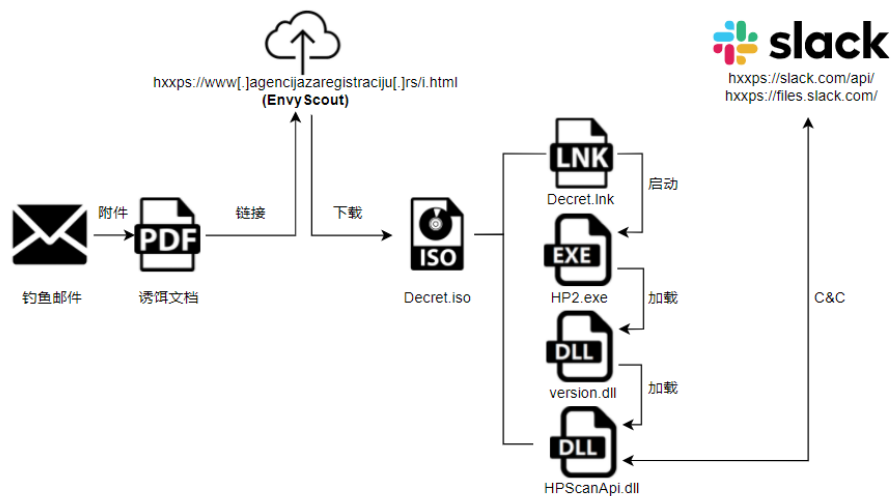 hxxps://www[.]agencijazaregistraciju[.]rs/i.html
(EnvyScout)
slack
hxxps://slack.com/api/
hxxps://files.slack.com/
LNK
Decret.lnk
启动
附件
链接
下载
PDF
ISO
EXE
钓鱼邮件
诱饵文档
Decret.iso
HP2.exe
加载
C&C
DLL
version.dll
加载
DLL
HPScanApi.dll